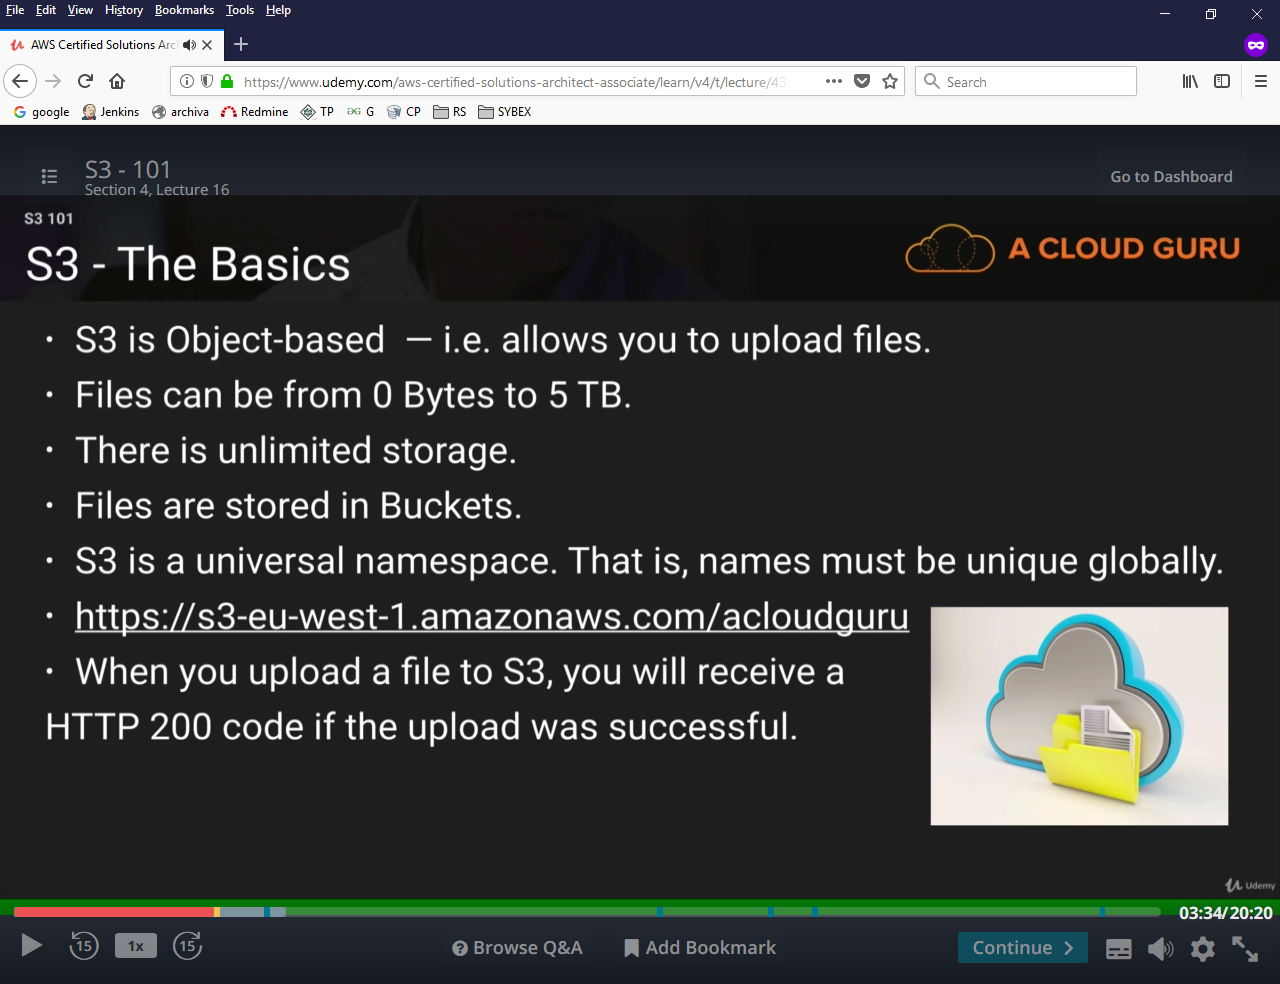 File Edit View History Bookmarks Tools Help
AWS Certified Solutions Arc
https://www.udemy.com/aws-certified-solutions-architect-associate/learn/v4/t/lecture/43
Search
google Jenkins archiva Redmine TP G CP RS SYBEX
S3 - 101
Section 4, Lecture 16
Go to Dashboard
S3 101
S3 - The Basics
A CLOUD GURU
• S3 is Object-based — i.e. allows you to upload files.
• Files can be from 0 Bytes to 5 TB.
• There is unlimited storage.
• Files are stored in Buckets.
• S3 is a universal namespace. That is, names must be unique globally.
• https://s3-eu-west-1.amazonaws.com/acloudguru
• When you upload a file to S3, you will receive a
HTTP 200 code if the upload was successful.
Udemy
03:34/20:20
15 1x 15 Browse Q&A Add Bookmark Continue